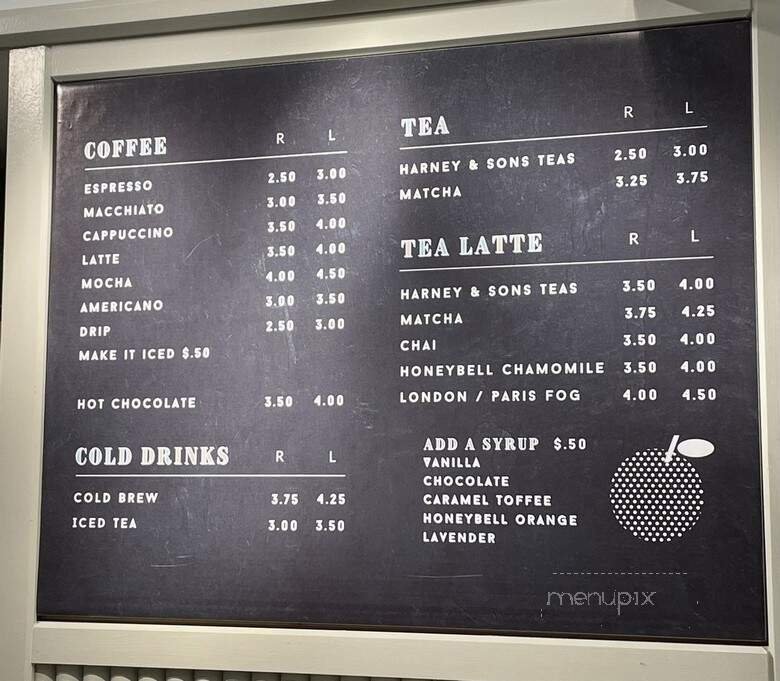 COFFEE R L
ESPRESSO 2.50 3.00
MACCHIATO 3.00 3.50
CAPPUCCINO 3.50 4.00
LATTE 3.50 4.00
MOCHA 4.00 4.50
AMERICANO 3.00 3.50
DRIP 2.50 3.00
MAKE IT ICED $.50
HOT CHOCOLATE 3.50 4.00
COLD DRINKS R L
COLD BREW 3.75 4.25
ICED TEA 3.00 3.50
TEA R L
HARNEY & SONS TEAS 2.50 3.00
MATCHA 3.25 3.75
TEA LATTE R L
HARNEY & SONS TEAS 3.50 4.00
MATCHA 3.75 4.25
CHAI 3.50 4.00
HONEYBELL CHAMOMILE 3.50 4.00
LONDON / PARIS FOG 4.00 4.50
ADD A SYRUP $.50
VANILLA
CHOCOLATE
CARAMEL TOFFEE
HONEYBELL ORANGE
LAVENDER
menupix